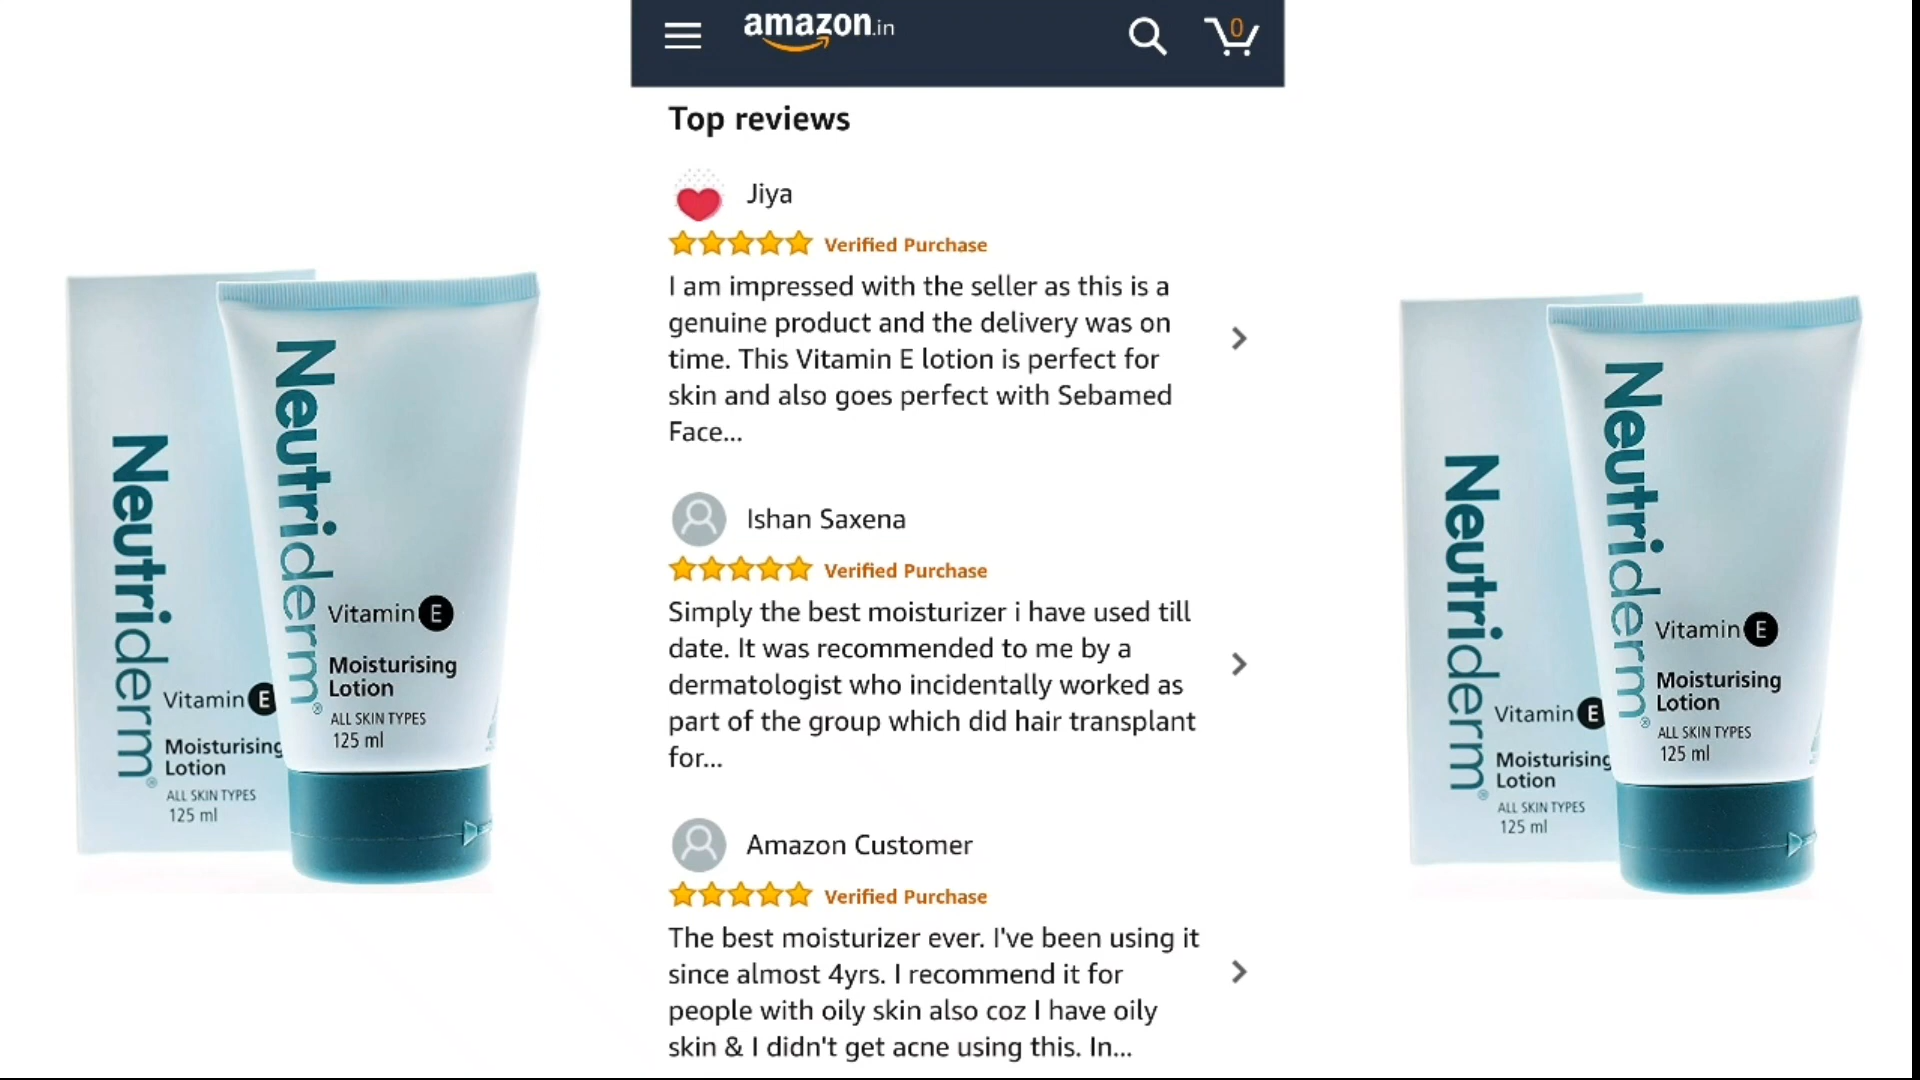 amazon.in
0
Top reviews
Jiya
Verified Purchase
I am impressed with the seller as this is a
genuine product and the delivery was on
time. This Vitamin E lotion is perfect for
skin and also goes perfect with Sebamed
Face...
Ishan Saxena
Verified Purchase
Simply the best moisturizer i have used till
date. It was recommended to me by a
dermatologist who incidentally worked as
part of the group which did hair transplant
for...
Amazon Customer
Verified Purchase
The best moisturizer ever. I've been using it
since almost 4yrs. I recommend it for
people with oily skin also coz I have oily
skin & I didn't get acne using this. In...
Neutriderm®
Vitamin E
Moisturising
Lotion
ALL SKIN TYPES
125 ml
Neutriderm®
Vitamin E
Moisturising
Lotion
ALL SKIN TYPES
125 ml
Neutriderm®
Vitamin E
Moisturising
Lotion
ALL SKIN TYPES
125 ml
Neutriderm®
Vitamin E
Moisturising
Lotion
ALL SKIN TYPES
125 ml